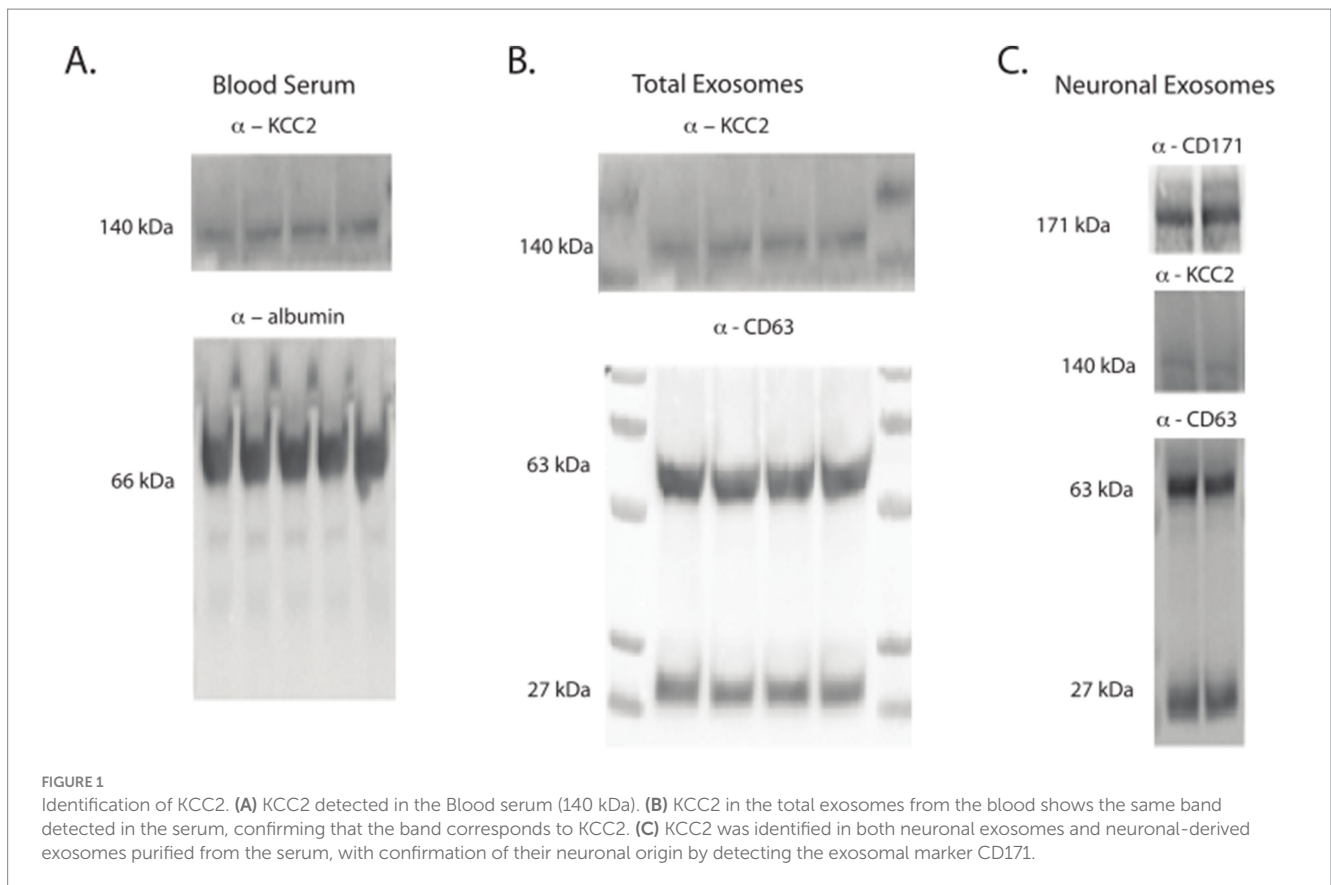 A.
Blood Serum
α – KCC2
140 kDa
α – albumin
66 kDa
B.
Total Exosomes
α – KCC2
140 kDa
α - CD63
63 kDa
27 kDa
C.
Neuronal Exosomes
α - CD171
171 kDa
α - KCC2
140 kDa
α - CD63
63 kDa
27 kDa
FIGURE 1
Identification of KCC2. (A) KCC2 detected in the Blood serum (140 kDa). (B) KCC2 in the total exosomes from the blood shows the same band
detected in the serum, confirming that the band corresponds to KCC2. (C) KCC2 was identified in both neuronal exosomes and neuronal-derived
exosomes purified from the serum, with confirmation of their neuronal origin by detecting the exosomal marker CD171.